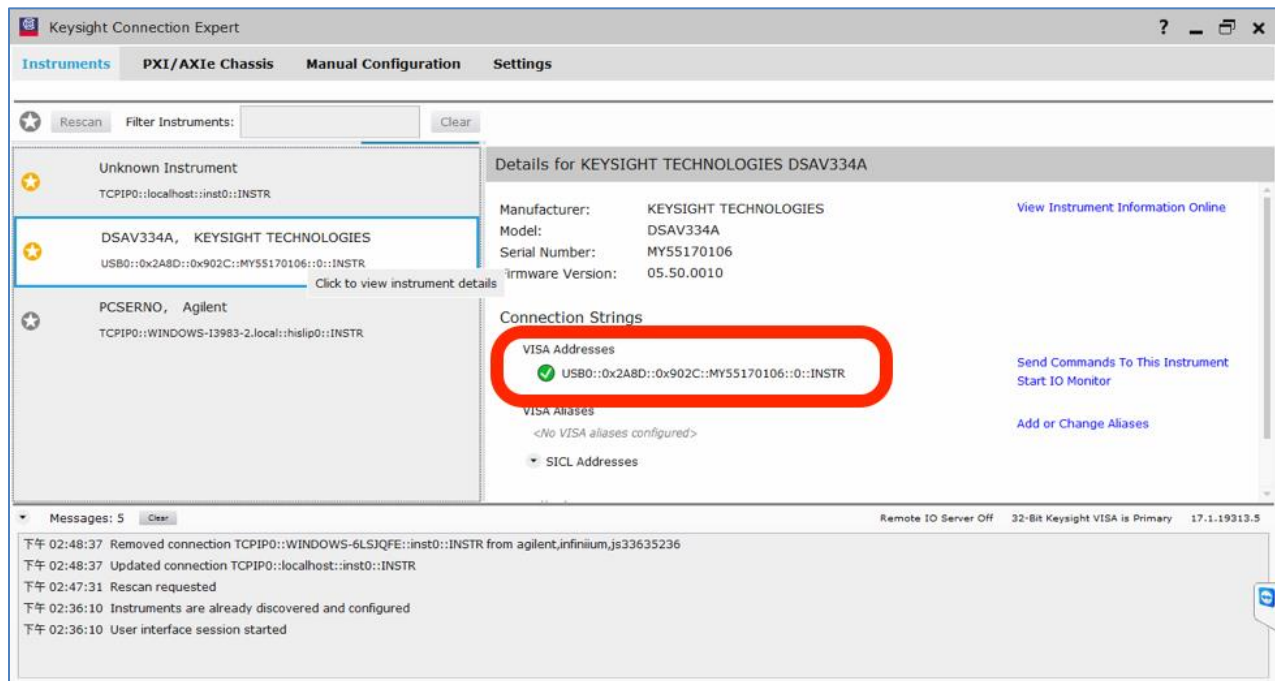 Keysight Connection Expert
Instruments PXI/AXIe Chassis Manual Configuration Settings
Rescan Filter Instruments: Clear
Unknown Instrument
TCPIP0::localhost::inst0::INSTR
DSAV334A, KEYSIGHT TECHNOLOGIES
USB0::0x2A8D::0x902C::MY55170106::0::INSTR
Click to view instrument details
PCSERNO, Agilent
TCPIP0::WINDOWS-I3983-2.local::hislip0::INSTR
Details for KEYSIGHT TECHNOLOGIES DSAV334A
Manufacturer: KEYSIGHT TECHNOLOGIES View Instrument Information Online
Model: DSAV334A
Serial Number: MY55170106
Firmware Version: 05.50.0010
Connection Strings
VISA Addresses
USB0::0x2A8D::0x902C::MY55170106::0::INSTR
Send Commands To This Instrument
Start IO Monitor
VISA Aliases
<No VISA aliases configured>
Add or Change Aliases
SICL Addresses
Messages: 5 Clear Remote IO Server Off 32-Bit Keysight VISA is Primary 17.1.19313.5
下午 02:48:37 Removed connection TCPIP0::WINDOWS-6LSJQFE::inst0::INSTR from agilent,infiniium,js33635236
下午 02:48:37 Updated connection TCPIP0::localhost::inst0::INSTR
下午 02:47:31 Rescan requested
下午 02:36:10 Instruments are already discovered and configured
下午 02:36:10 User interface session started